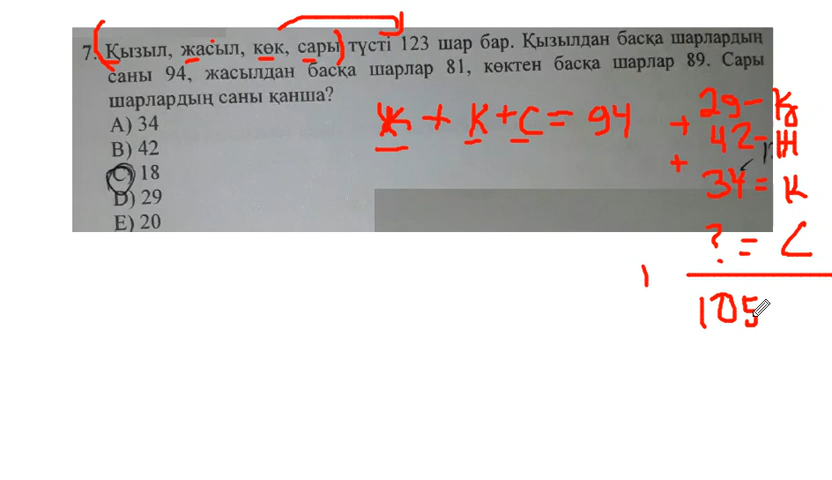 7. Қызыл, жасыл, көк, сары түсті 123 шар бар. Қызылдан басқа шарлардың
саны 94, жасылдан басқа шарлар 81, көктен басқа шарлар 89. Сары
шарлардың саны қанша?
A) 34
B) 42
C) 18
D) 29
E) 20
Ж + К + С = 94
29 - Қ
+ 42 - Ж
+ 34 = К
? = С
105